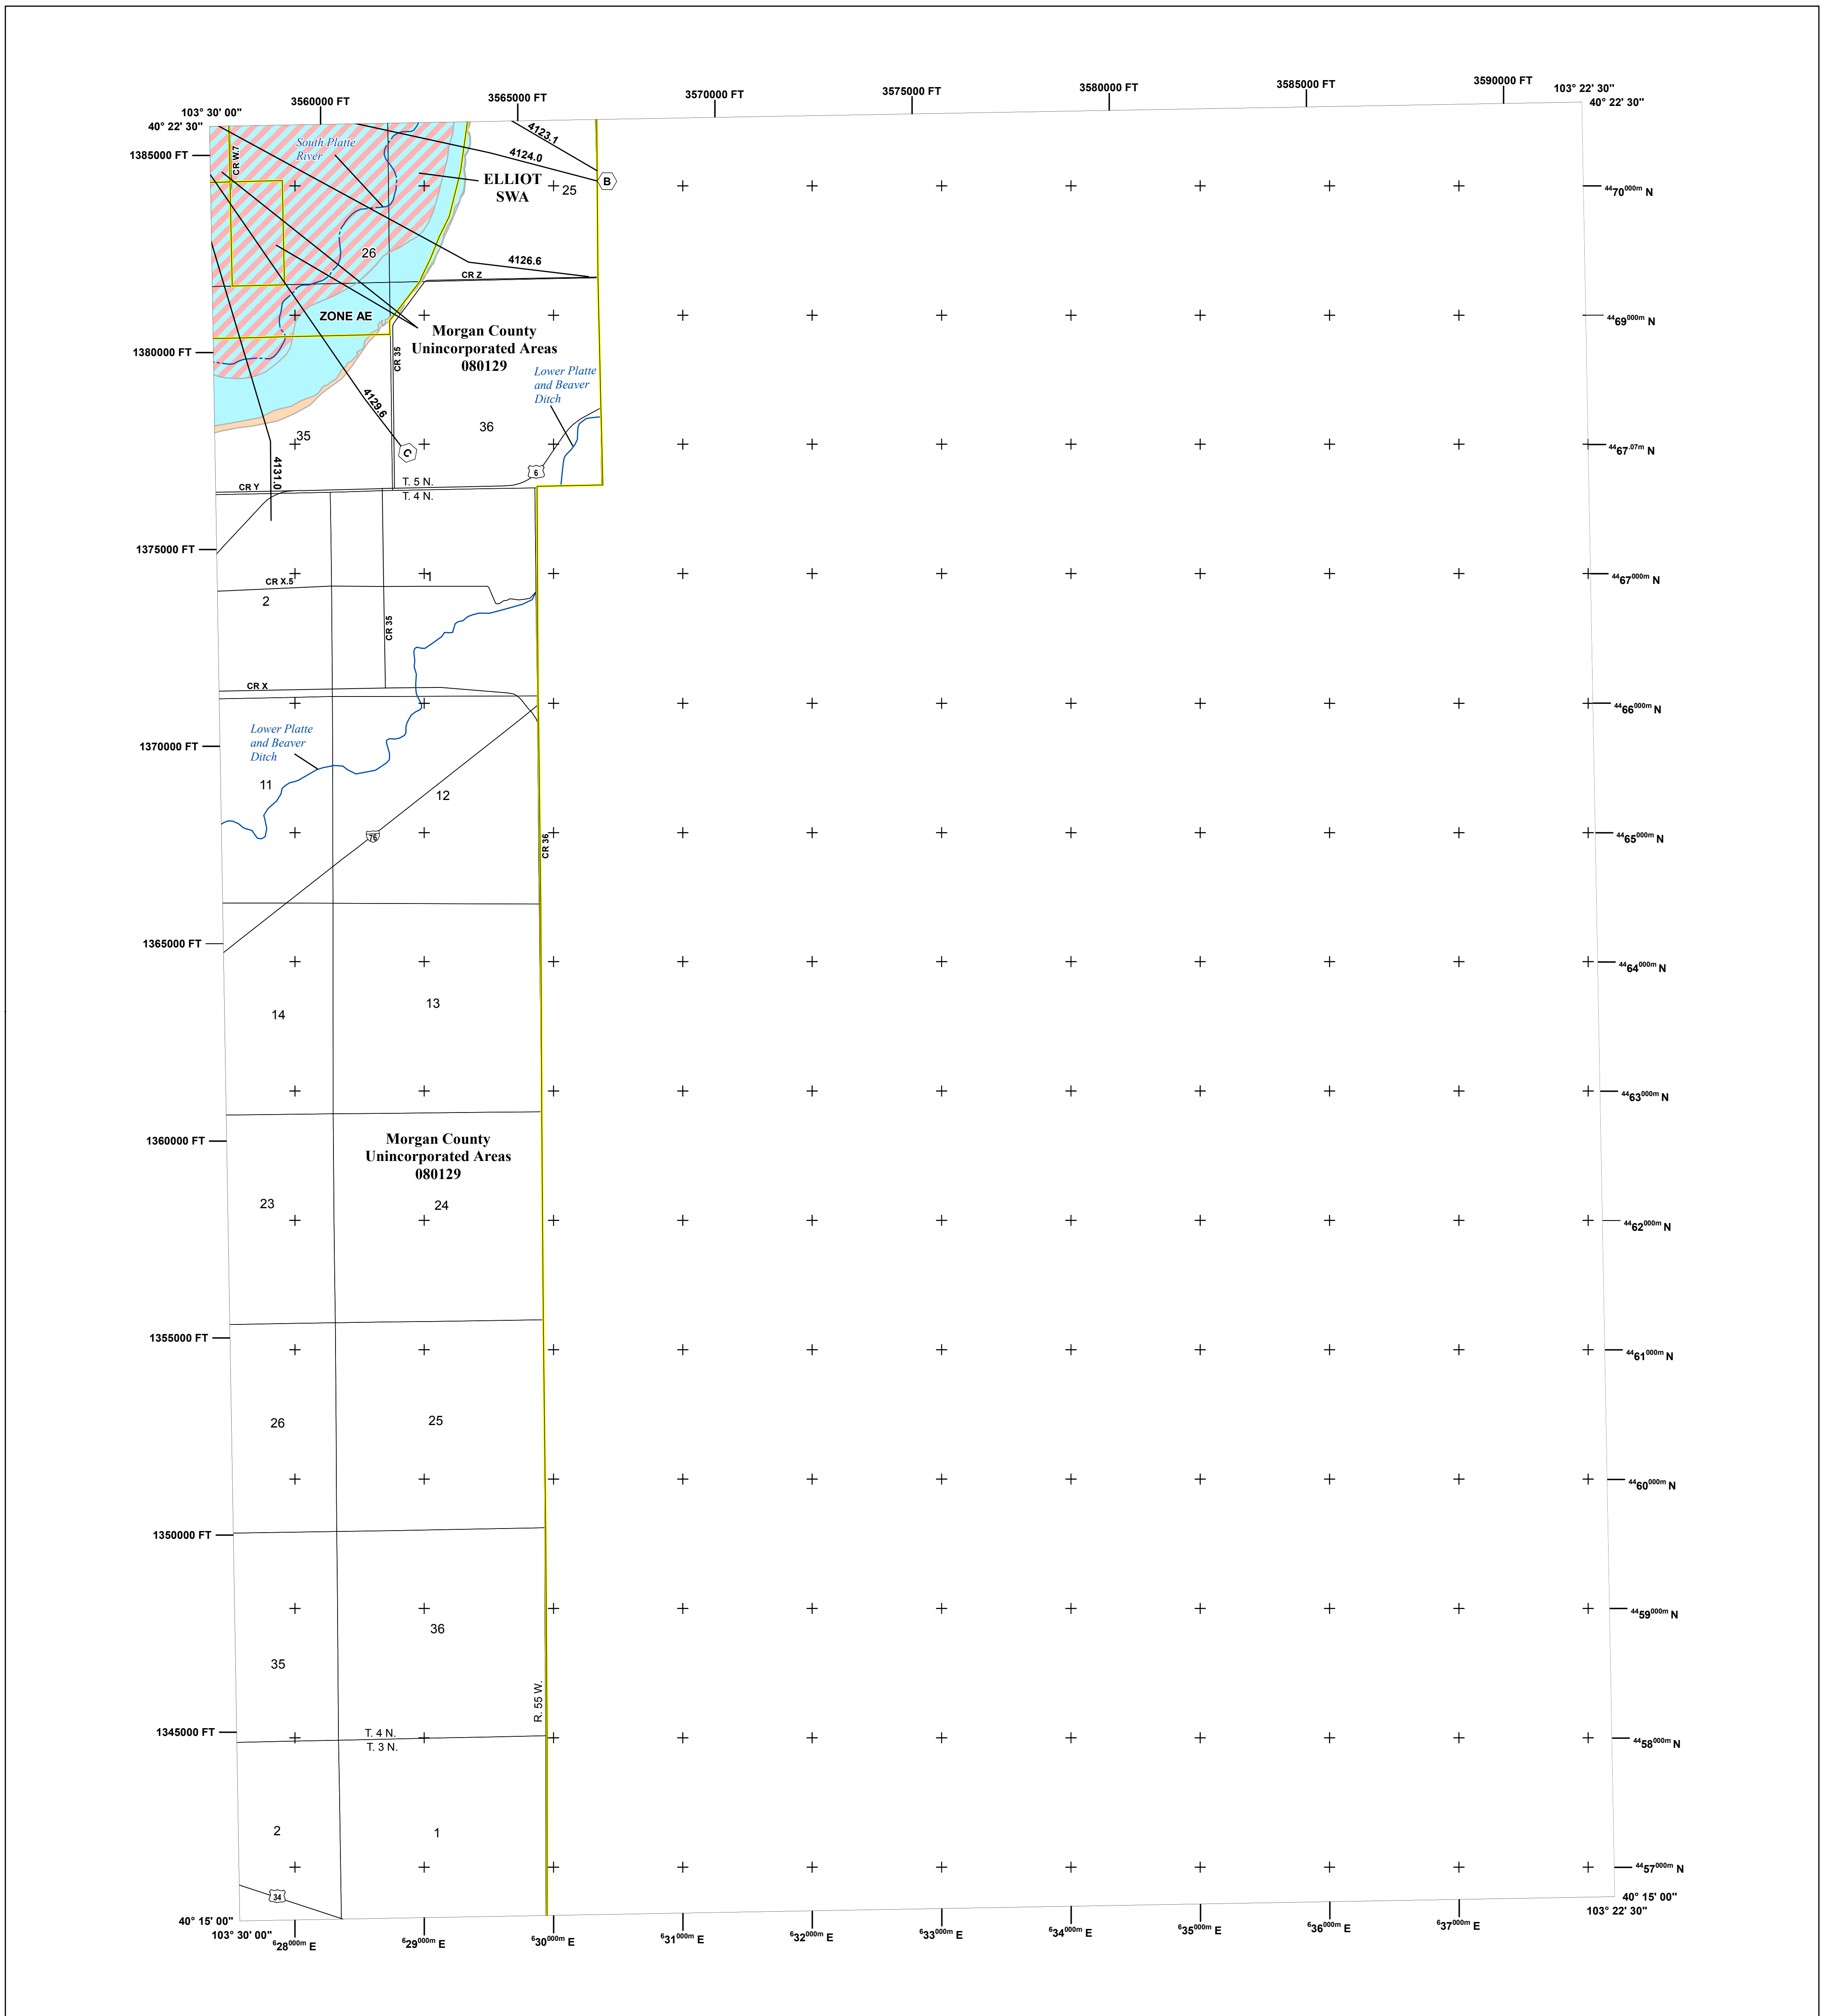 3560000 FT
3565000 FT
3570000 FT
3575000 FT
3580000 FT
3585000 FT
3590000 FT
103° 30' 00"
103° 22' 30"
40° 22' 30"
40° 22' 30"
1385000 FT
CR W.7
South Platte
River
4123.1
4124.0
B
ELLIOT
SWA
25
4470000m N
26
4126.6
CR Z
ZONE AE
4469000m N
Morgan County
Unincorporated Areas
080129
1380000 FT
CR 35
Lower Platte
and Beaver
Ditch
4129.6
35
36
C
4467.07m N
4131.0
6
CR Y
T. 5 N.
T. 4 N.
1375000 FT
CR X.5
1
4467000m N
2
CR 35
CR X
4466000m N
Lower Platte
and Beaver
Ditch
1370000 FT
11
12
76
CR 36
4465000m N
1365000 FT
4464000m N
13
14
4463000m N
1360000 FT
Morgan County
Unincorporated Areas
080129
23
24
4462000m N
1355000 FT
4461000m N
26
25
4460000m N
1350000 FT
4459000m N
36
35
R. 55 W.
1345000 FT
T. 4 N.
T. 3 N.
4458000m N
2
1
4457000m N
34
40° 15' 00"
40° 15' 00"
103° 30' 00"
103° 22' 30"
628000m E
629000m E
630000m E
631000m E
632000m E
633000m E
634000m E
635000m E
636000m E
637000m E